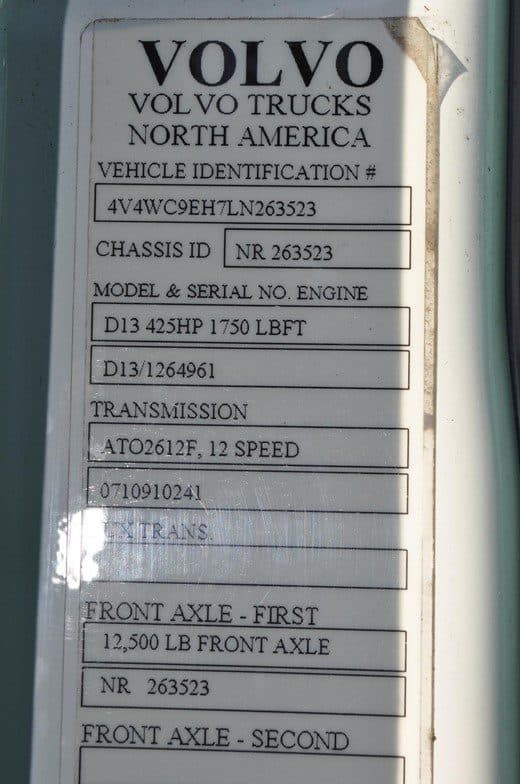 VOLVO
VOLVO TRUCKS
NORTH AMERICA
VEHICLE IDENTIFICATION #
4V4WC9EH7LN263523
CHASSIS ID NR 263523
MODEL & SERIAL NO. ENGINE
D13 425HP 1750 LBFT
D13/1264961
TRANSMISSION
ATO2612F, 12 SPEED
0710910241
TRANS.
FRONT AXLE - FIRST
12,500 LB FRONT AXLE
NR 263523
FRONT AXLE - SECOND